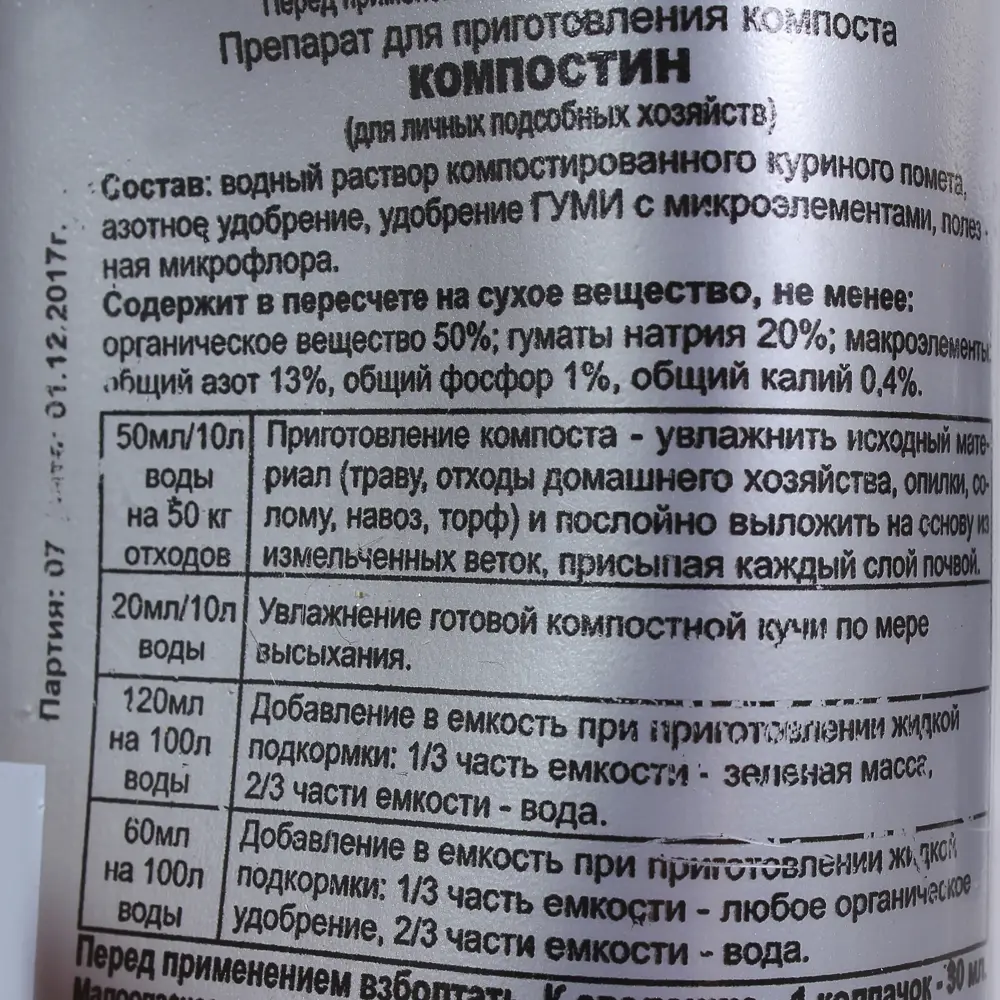 Перед
Препарат для приготовления компоста
КОМПОСТИН
(для личных подсобных хозяйств)
Состав: водный раствор компостированного куриного помета,
азотное удобрение, удобрение ГУМИ с микроэлементами, полез-
ная микрофлора.
Содержит в пересчете на сухое вещество, не менее:
органическое вещество 50%; гуматы натрия 20%; макроэлементы:
общий азот 13%, общий фосфор 1%, общий калий 0,4%.
50мл/10л
воды
на 50 кг
отходов
Приготовление компоста - увлажнить исходный мате-
риал (траву, отходы домашнего хозяйства, опилки, со-
лому, навоз, торф) и послойно выложить на основу из
измельченных веток, присыпая каждый слой почвой.
20мл/10л
воды
Увлажнение готовой компостной кучи по мере
высыхания.
120мл
на 100л
воды
Добавление в емкость при приготовлении жидкой
подкормки: 1/3 часть емкости - зеленая масса,
2/3 части емкости - вода.
60мл
на 100л
воды
Добавление в емкость при приготовлении жидкой
подкормки: 1/3 часть емкости - любое органическое
удобрение, 2/3 части емкости - вода.
Перед применением взболтать. К 1 колпачок - 30 мл.
Партия: 07 дата: 01.12.2017г.